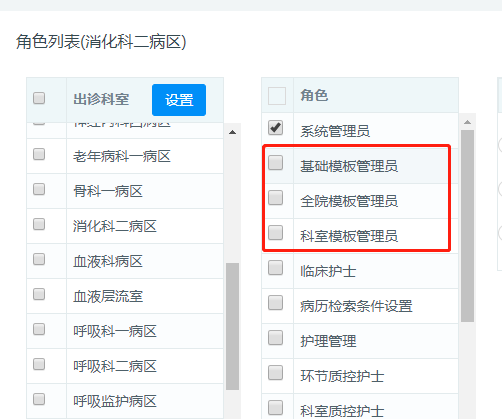 角色列表(消化科二病区)
出诊科室
设置
老年病科一病区
骨科一病区
消化科二病区
血液科病区
血液层流室
呼吸科一病区
呼吸科二病区
呼吸监护病区
角色
系统管理员
基础模板管理员
全院模板管理员
科室模板管理员
临床护士
病历检索条件设置
护理管理
环节质控护士
科室质控护士